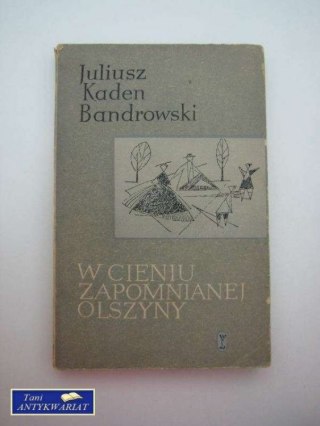 Juliusz
Kaden
Bandrowski
W CIENIU
ZAPOMNIANEJ
OLSZYNY
Tani
ANTYKWARIAT